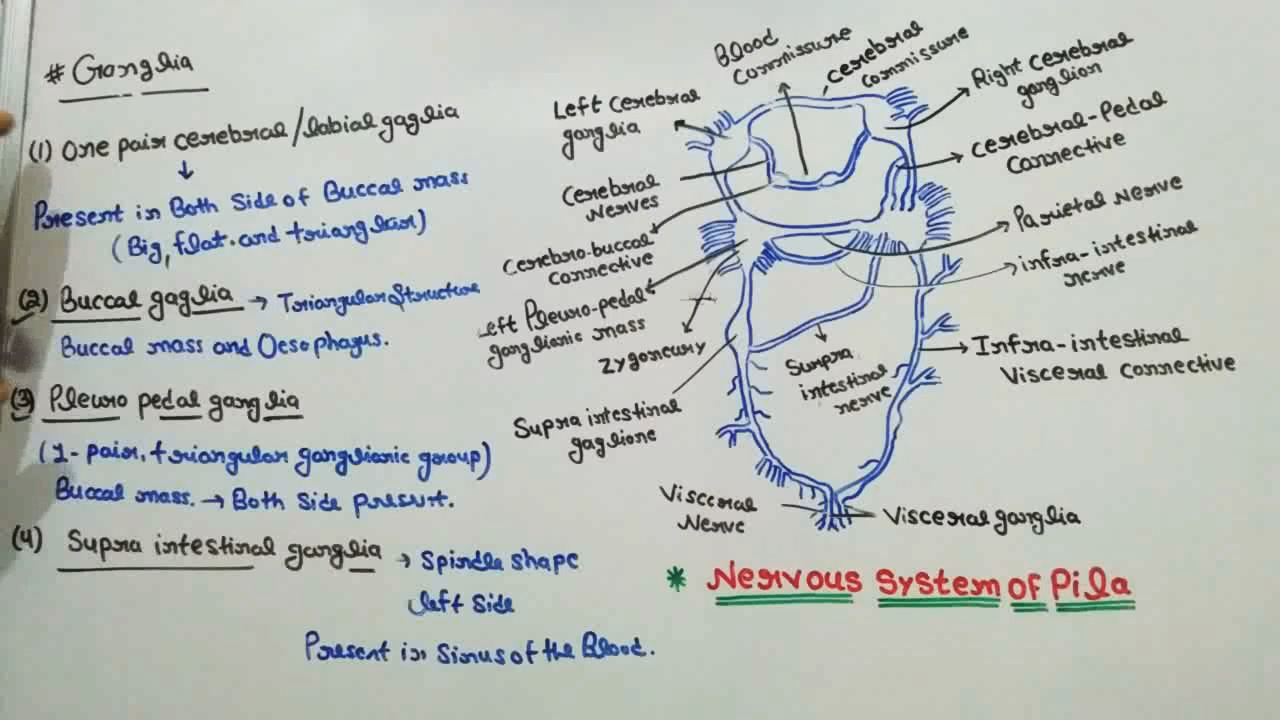 # Ganglia
(1) One pair cerebral/labial gaglia
↓
Present in Both Side of Buccal mass
(Big, flat. and trianglar)
(2) Buccal gaglia → Triangular Structure
Buccal mass and Oesophagus.
(3) Pleuro pedal ganglia
(1-pair, triangular ganglionic group)
Buccal mass. → Both Side present.
(4) Supra intestinal ganglia → Spindle shape
left Side
Present in Sinus of the Blood.
Blood
Commissure
cerebral
commissure
Right cerebral
ganglion
Left Cerebral
ganglia
Cerebral-Pedal
Connective
Cerebral
Nerves
Parietal Nerve
Cerebro-buccal
Connective
infra-intestinal
nerve
Left Pleuro-pedal
ganglionic mass
Zygoneury
Infra-intestinal
Visceral Connective
Surpra
intestinal
nerve
Supra intestinal
gaglione
Visceral
Nerve
Visceral ganglia
* Nervous System of Pila